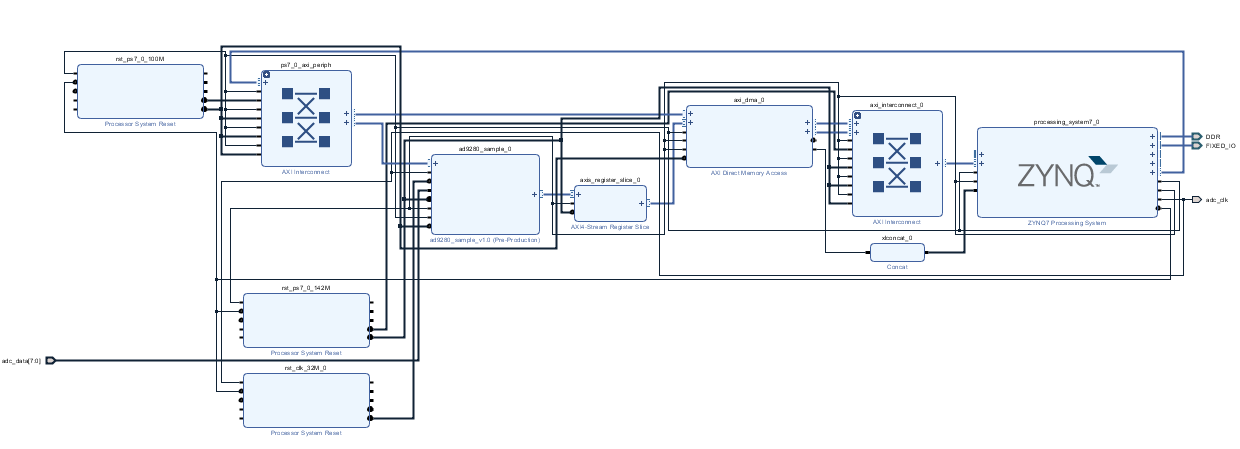 rst_ps7_0_100M
Processor System Reset
ps7_0_axi_periph
AXI Interconnect
ad9280_sample_0
ad9280_sample_v1.0 (Pre-Production)
axis_register_slice_0
AXI4-Stream Register Slice
axi_dma_0
AXI Direct Memory Access
axi_interconnect_0
AXI Interconnect
processing_system7_0
ZYNQ
ZYNQ7 Processing System
DDR
FIXED_IO
adc_clk
xlconcat_0
Concat
rst_ps7_0_142M
Processor System Reset
adc_data[7:0]
rst_clk_32M_0
Processor System Reset